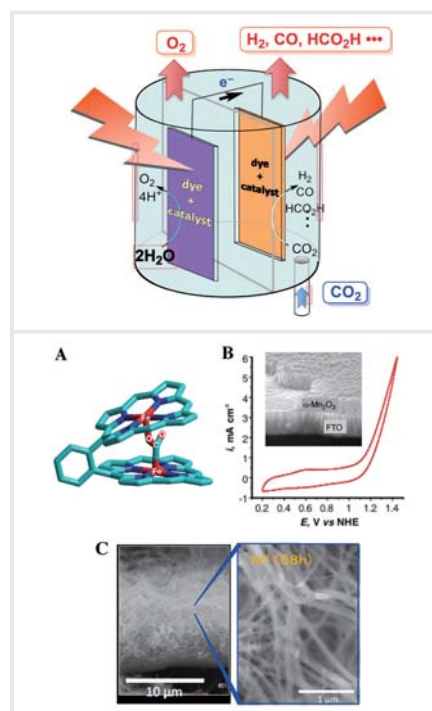 O₂
H₂, CO, HCO₂H •••
e⁻
O₂
4H⁺
2H₂O
dye
+
catalyst
dye
+
catalyst
H₂
CO
HCO₂H
CO₂
CO₂
A
B
i, mA cm⁻²
6
5
4
3
2
1
0
-1
α-Mn₂O₃
FTO
0.2 0.4 0.6 0.8 1.0 1.2 1.4
E, V vs NHE
C
10 µm
(168h)
1 µm